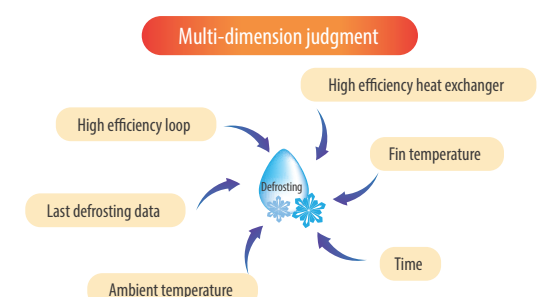 Multi-dimension judgment
High efficiency heat exchanger
High efficiency loop
Fin temperature
Defrosting
Last defrosting data
Time
Ambient temperature